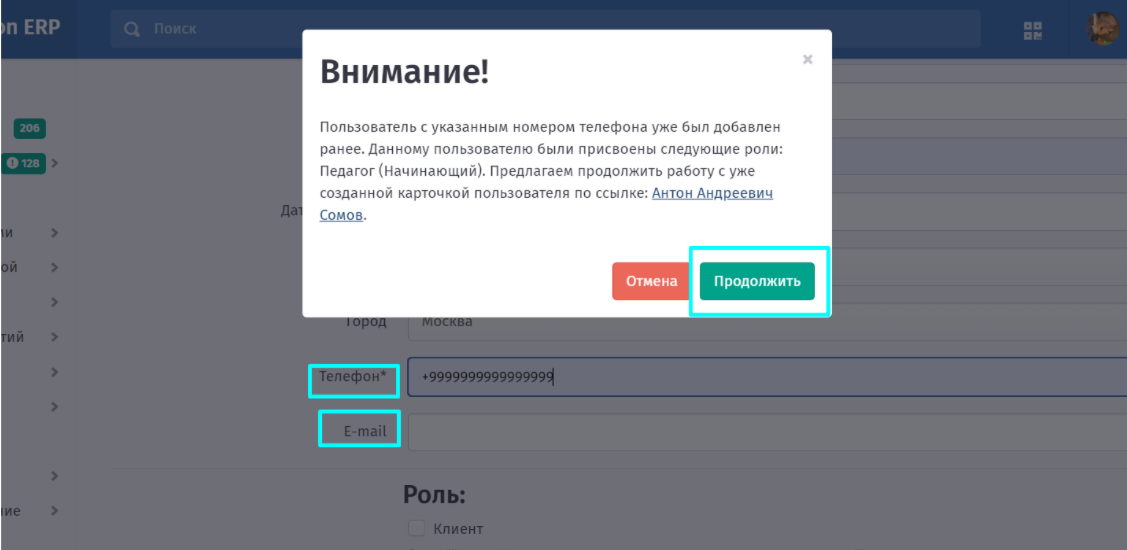 on ERP
Поиск
Внимание!
×
Пользователь с указанным номером телефона уже был добавлен
ранее. Данному пользователю были присвоены следующие роли:
Педагог (Начинающий). Предлагаем продолжить работу с уже
созданной карточкой пользователя по ссылке: Антон Андреевич
Сомов.
Отмена
Продолжить
206
128
Дат
ии
ой
тий
ние
Город
Москва
Телефон*
+9999999999999999
E-mail
Роль:
Клиент